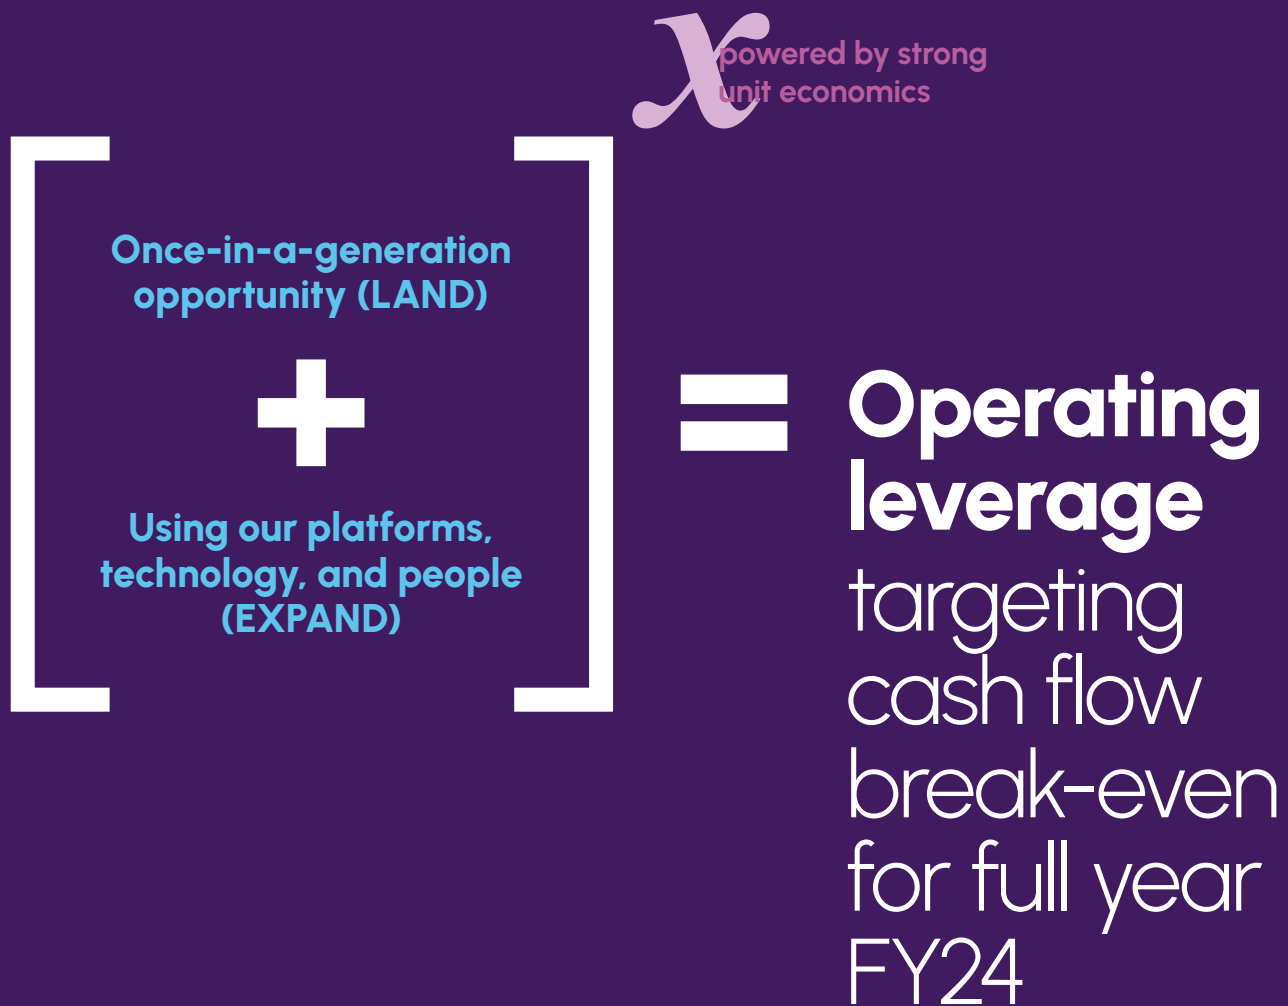 x
powered by strong
unit economics
Once-in-a-generation
opportunity (LAND)
+
Using our platforms,
technology, and people
(EXPAND)
=
Operating
leverage
targeting
cash flow
break-even
for full year
FY24